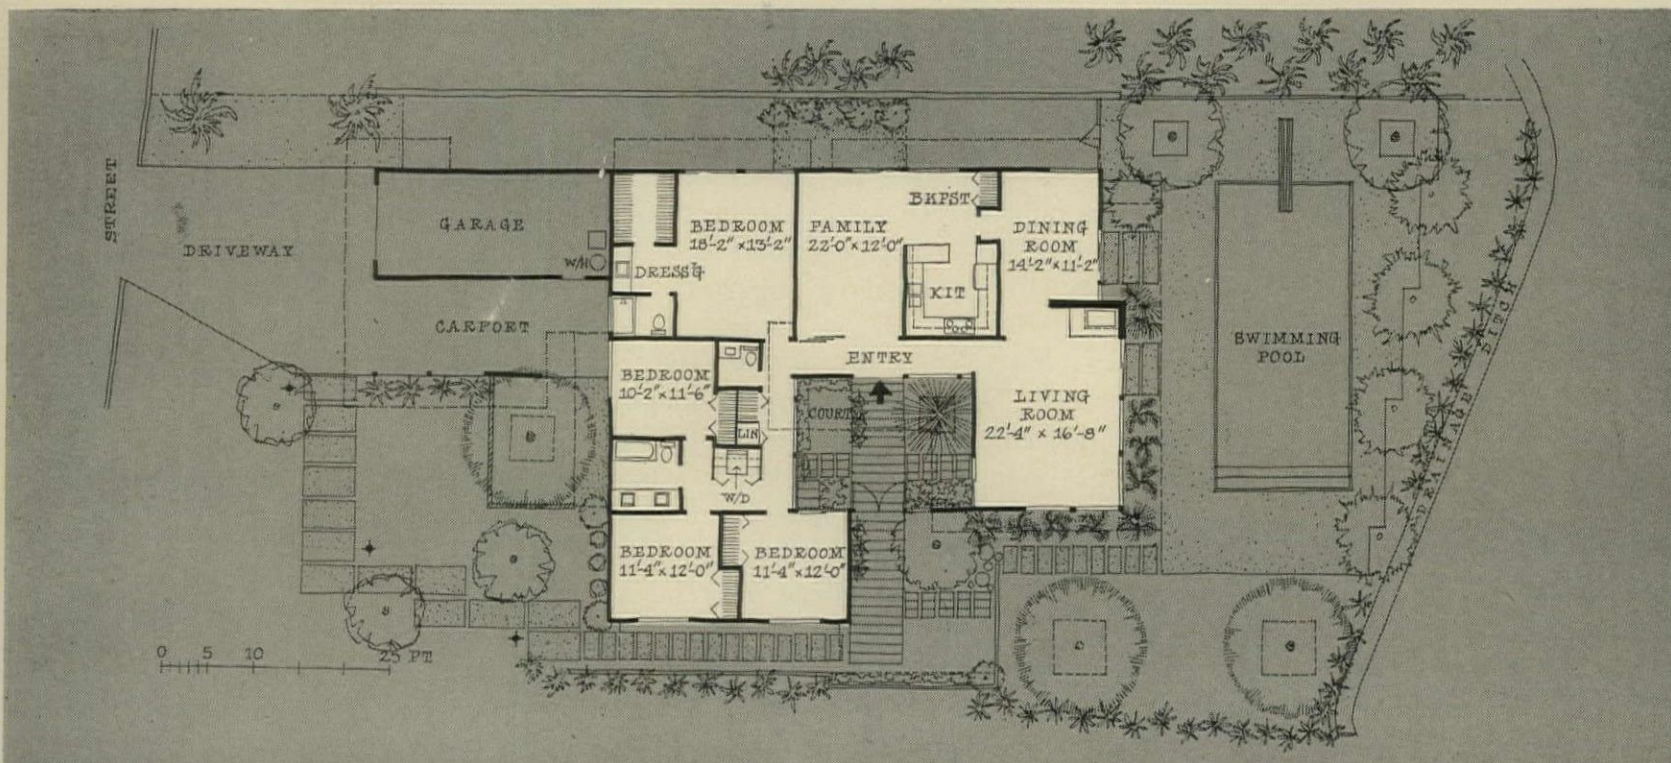 STREET
DRIVEWAY
GARAGE
W/H
CARPORT
BEDROOM
18'-2" x 13'-2"
DRESS'G
FAMILY
22'-0" x 12'-0"
BKFST
KIT
DINING
ROOM
14'-2" x 11'-2"
ENTRY
BEDROOM
10'-2" x 11'-6"
LIN
W/D
COURT
LIVING
ROOM
22'-4" x 16'-8"
BEDROOM
11'-4" x 12'-0"
BEDROOM
11'-4" x 12'-0"
SWIMMING
POOL
DRAINAGE DITCH
0 5 10 25 FT